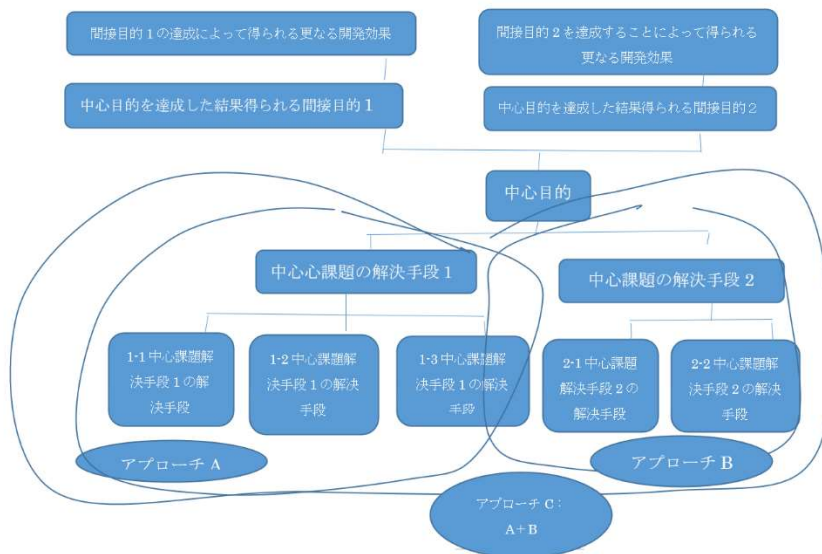 間接目的1の達成によって得られる更なる開発効果
間接目的2を達成することによって得られる
更なる開発効果
中心目的を達成した結果得られる間接目的1
中心目的を達成した結果得られる間接目的2
中心目的
中心心課題の解決手段1
中心課題の解決手段2
1-1中心課題解
決手段1の解
決手段
1-2中心課題解
決手段1の解決
手段
1-3中心課題解
決手段1の解決
手段
2-1中心課題
解決手段2の
解決手段
2-2中心課題解
決手段2の解決
手段
アプローチA
アプローチB
アプローチC:
A+B